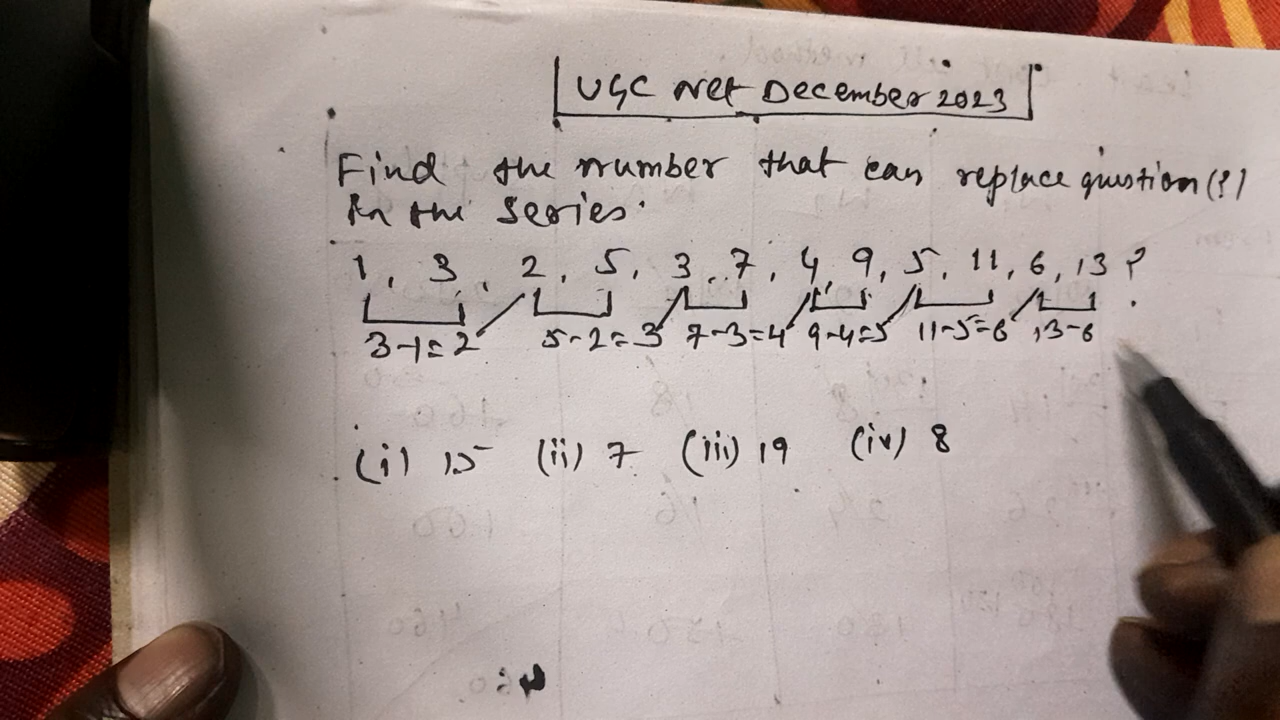 UGC Net December 2023
Find the number that can replace question (?)
in the series.
1, 3, 2, 5, 3, 7, 4, 9, 5, 11, 6, 13 ?
3-1=2 5-2=3 7-3=4 9-4=5 11-5=6 13-6
(i) 15 (ii) 7 (iii) 19 (iv) 8